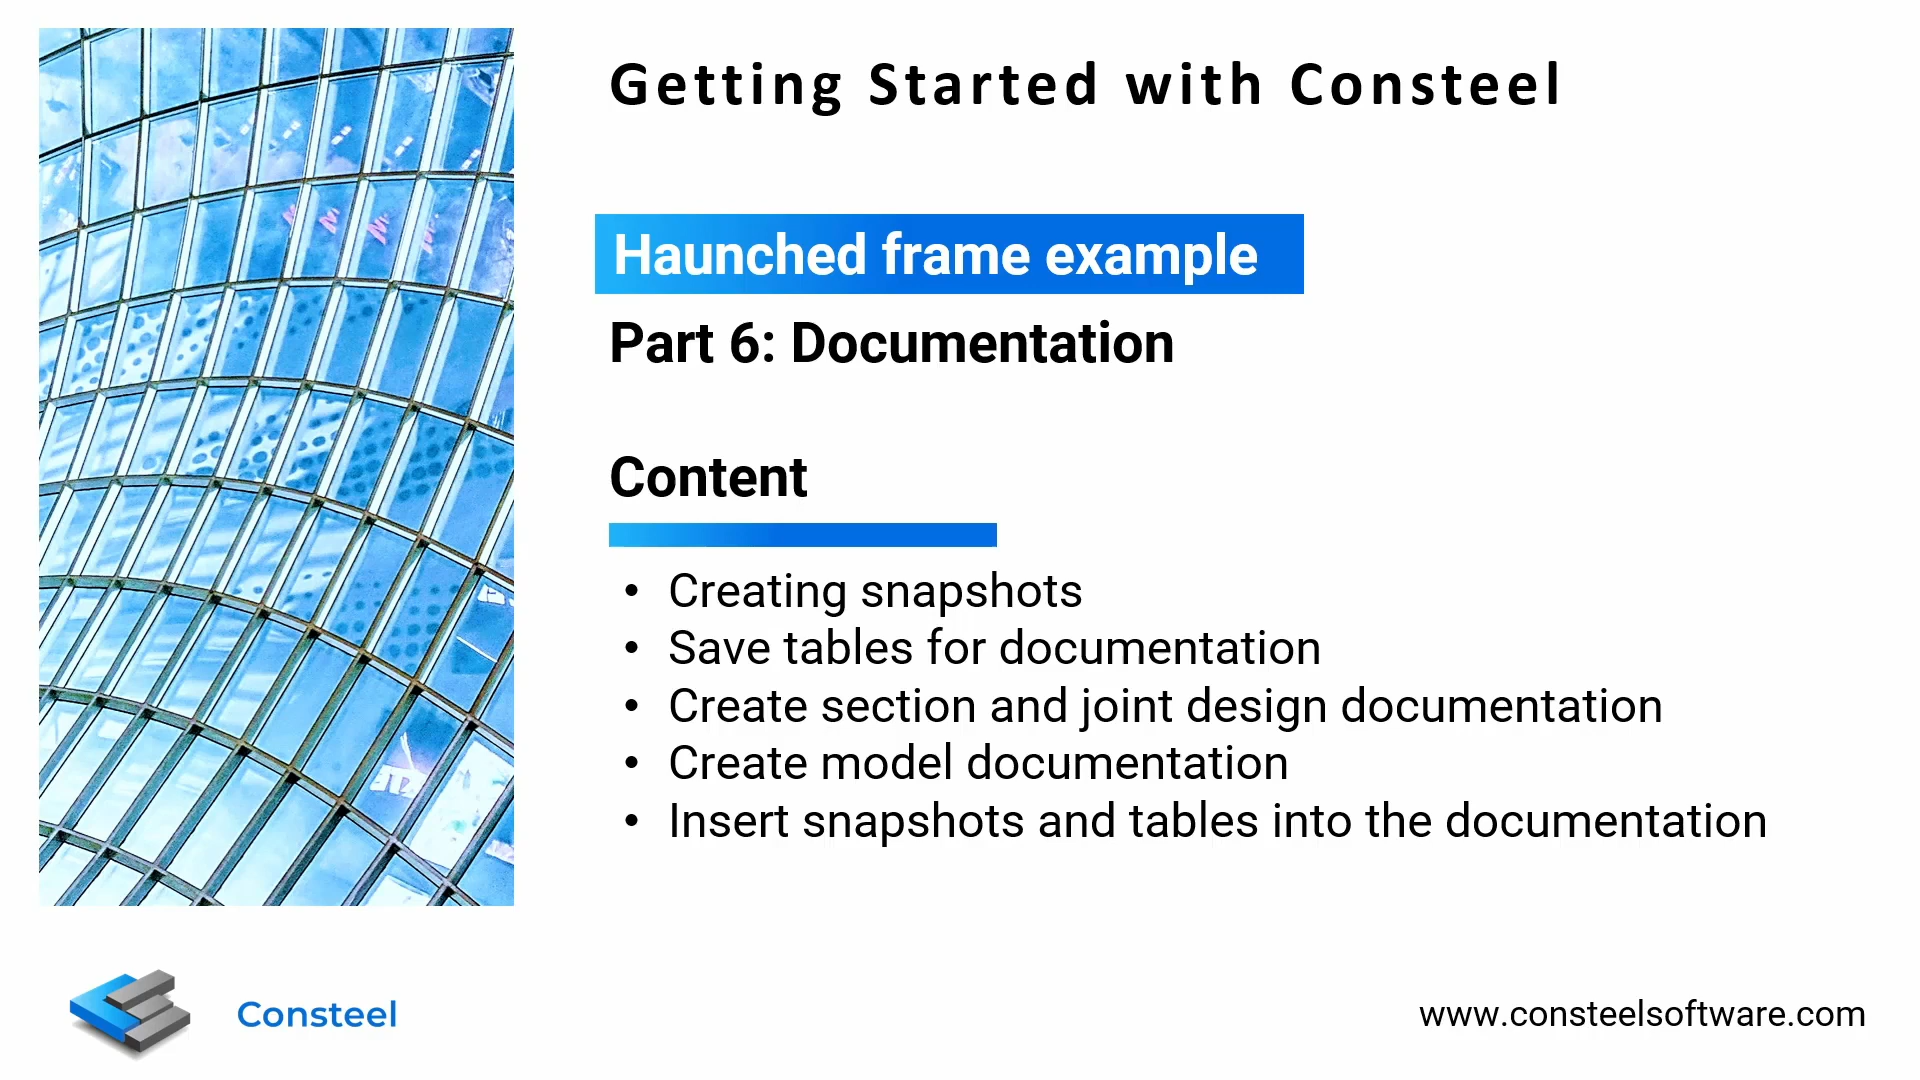 Getting Started with Consteel
Haunched frame example
Part 6: Documentation
Content
• Creating snapshots
• Save tables for documentation
• Create section and joint design documentation
• Create model documentation
• Insert snapshots and tables into the documentation
Consteel
www.consteelsoftware.com